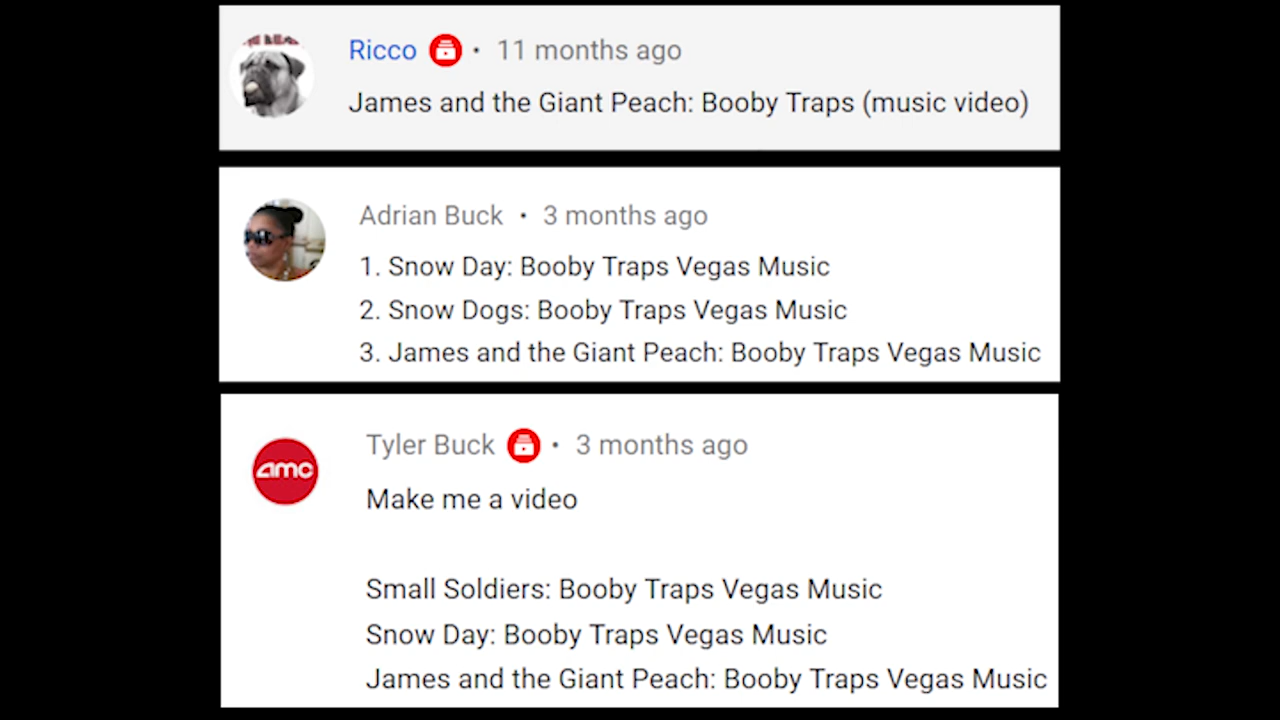 Ricco • 11 months ago
James and the Giant Peach: Booby Traps (music video)
Adrian Buck • 3 months ago
1. Snow Day: Booby Traps Vegas Music
2. Snow Dogs: Booby Traps Vegas Music
3. James and the Giant Peach: Booby Traps Vegas Music
amc
Tyler Buck • 3 months ago
Make me a video
Small Soldiers: Booby Traps Vegas Music
Snow Day: Booby Traps Vegas Music
James and the Giant Peach: Booby Traps Vegas Music